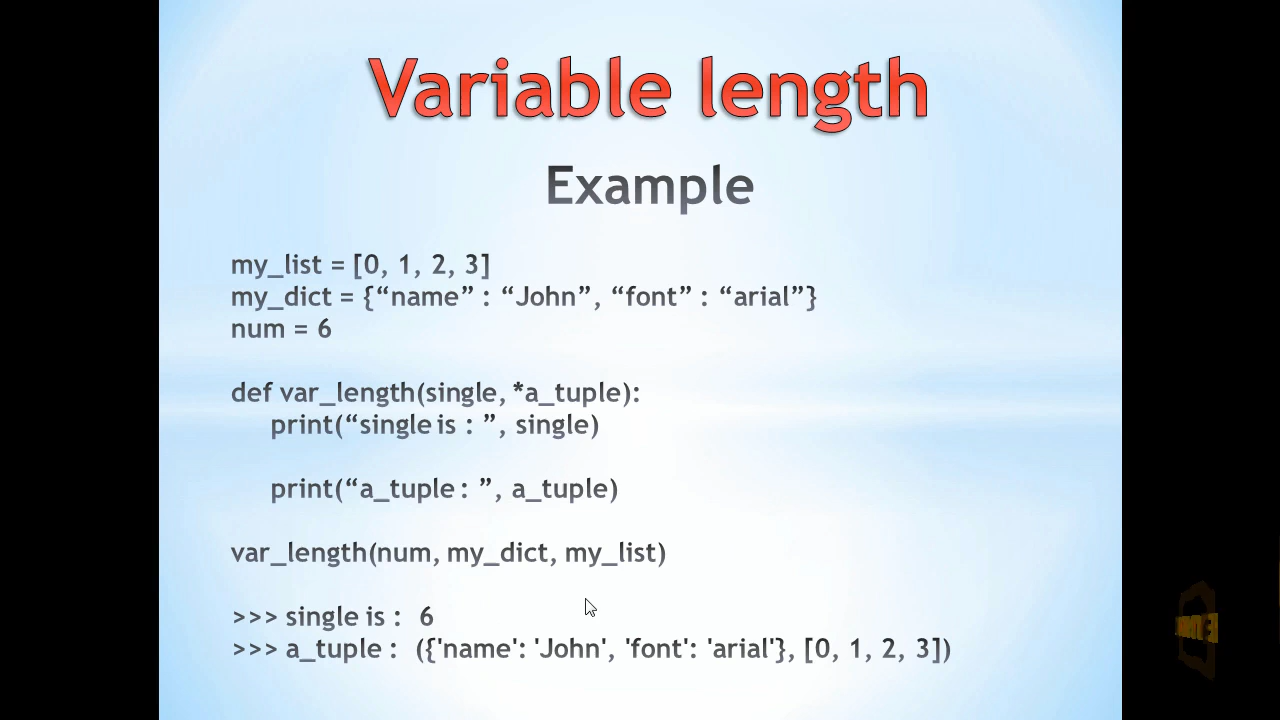 Variable length
Example
my_list = [0, 1, 2, 3]
my_dict = {“name” : “John”, “font” : “arial”}
num = 6
def var_length(single, *a_tuple):
print(“single is : ”, single)
print(“a_tuple : ”, a_tuple)
var_length(num, my_dict, my_list)
>>> single is :  6
>>> a_tuple :  ({'name': 'John', 'font': 'arial'}, [0, 1, 2, 3])